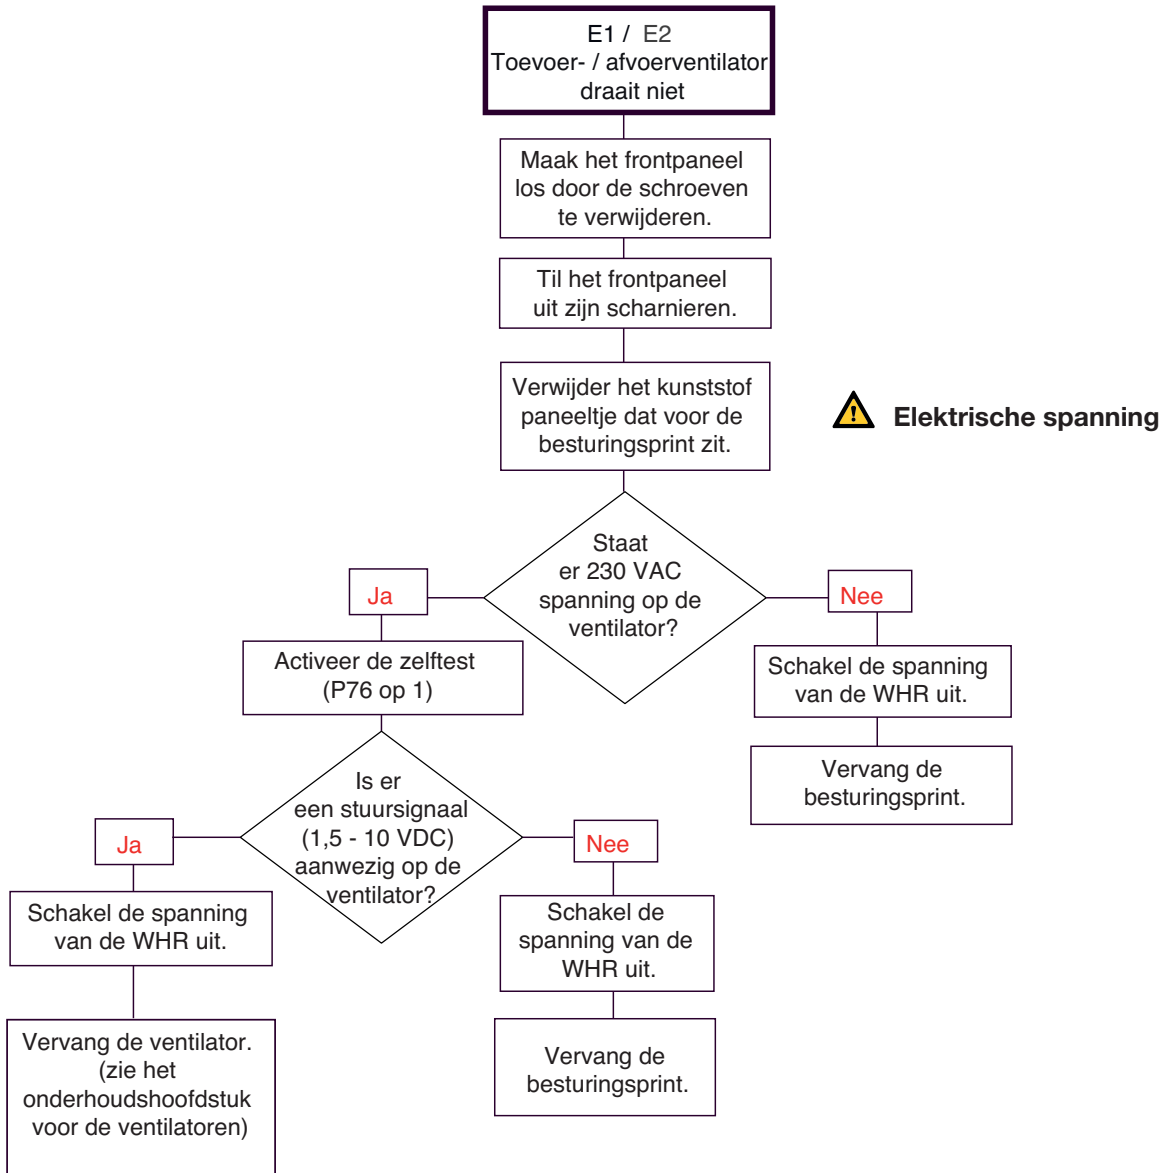 E1 / E2
Toevoer- / afvoerventilator
draait niet
Maak het frontpaneel
los door de schroeven
te verwijderen.
Til het frontpaneel
uit zijn scharnieren.
Verwijder het kunststof
paneeltje dat voor de
besturingsprint zit.
Elektrische spanning
Staat
er 230 VAC
spanning op de
ventilator?
Ja
Nee
Activeer de zelftest
(P76 op 1)
Schakel de spanning
van de WHR uit.
Vervang de
besturingsprint.
Is er
een stuursignaal
(1,5 - 10 VDC)
aanwezig op de
ventilator?
Ja
Nee
Schakel de spanning
van de WHR uit.
Schakel de
spanning van de
WHR uit.
Vervang de ventilator.
(zie het
onderhoudshoofdstuk
voor de ventilatoren)
Vervang de
besturingsprint.